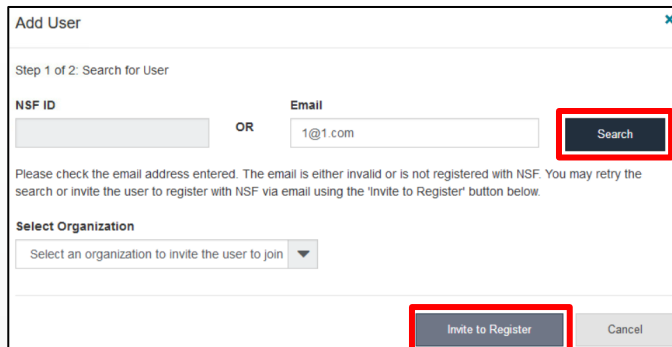 Add User
Step 1 of 2: Search for User
NSF ID
Email
OR
1@1.com
Search
Please check the email address entered. The email is either invalid or is not registered with NSF. You may retry the
search or invite the user to register with NSF via email using the 'Invite to Register' button below.
Select Organization
Select an organization to invite the user to join
Invite to Register
Cancel